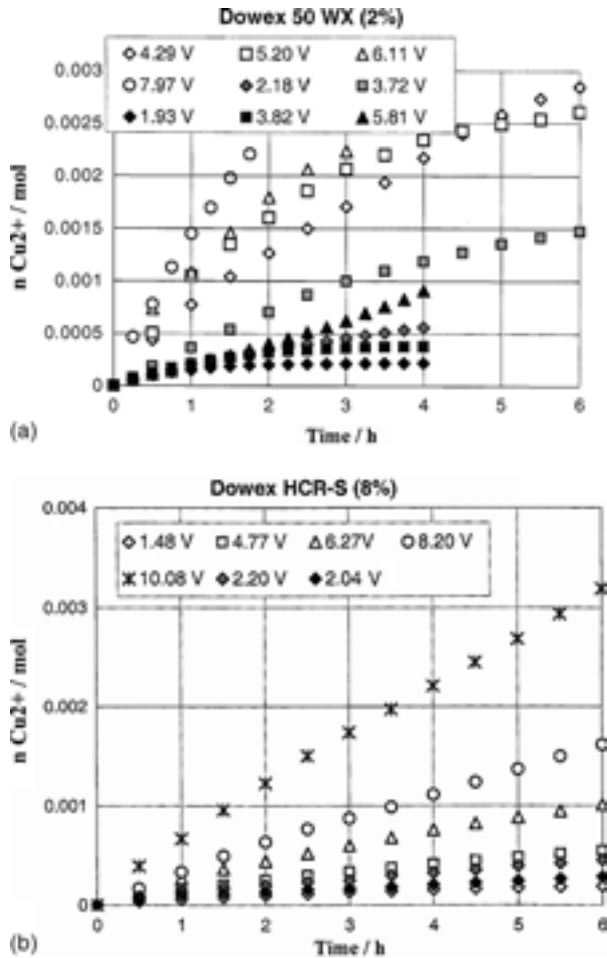 Dowex 50 WX (2%)
4.29 V 5.20 V 6.11 V
7.97 V 2.18 V 3.72 V
1.93 V 3.82 V 5.81 V
0.003
0.0025
0.002
0.0015
0.001
0.0005
0
n Cu2+ / mol
0 1 2 3 4 5 6
Time / h
(a)
Dowex HCR-S (8%)
1.48 V 4.77 V 6.27V 8.20 V
10.08 V 2.20 V 2.04 V
0.004
0.003
0.002
0.001
0
n Cu2+ / mol
0 1 2 3 4 5 6
Time / h
(b)